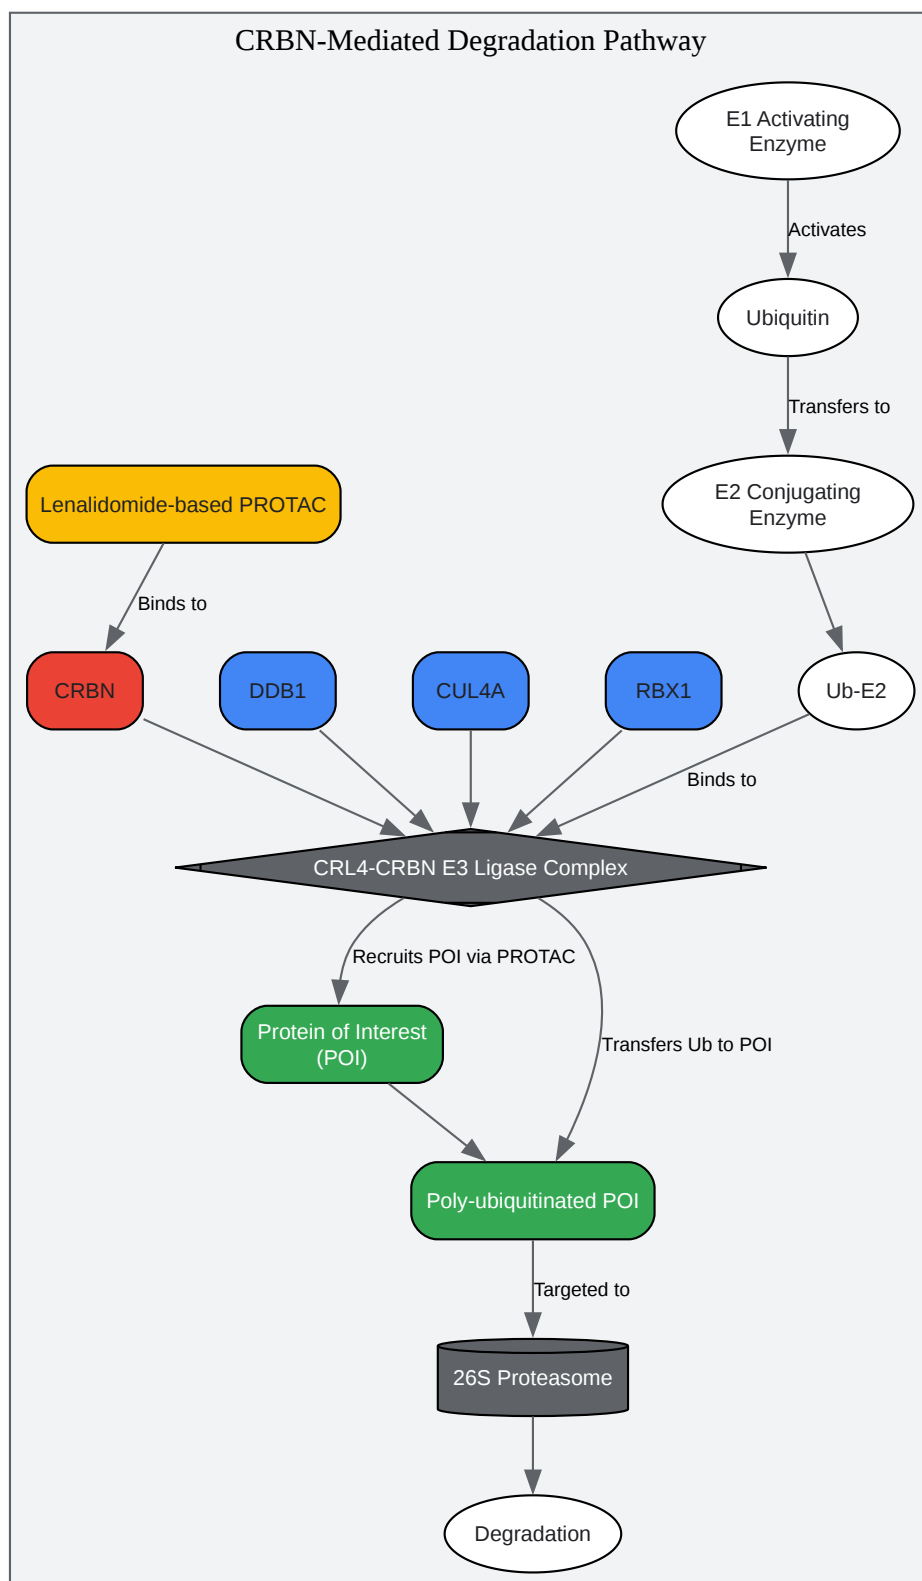 CRBN-Mediated Degradation Pathway
E1 Activating
Enzyme
Activates
Ubiquitin
Transfers to
E2 Conjugating
Enzyme
Lenalidomide-based PROTAC
Binds to
CRBN
DDB1
CUL4A
RBX1
Ub-E2
Binds to
CRL4-CRBN E3 Ligase Complex
Recruits POI via PROTAC
Protein of Interest
(POI)
Transfers Ub to POI
Poly-ubiquitinated POI
Targeted to
26S Proteasome
Degradation